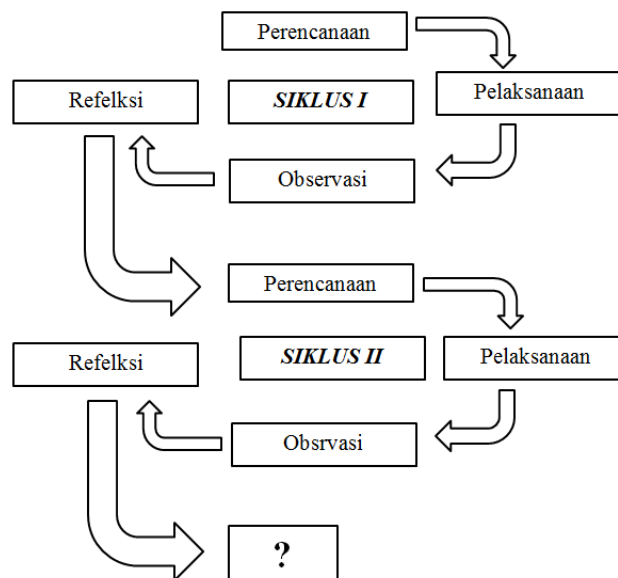 Perencanaan
Refelksi
SIKLUS I
Pelaksanaan
Observasi
Perencanaan
Refelksi
SIKLUS II
Pelaksanaan
Obsrvasi
?